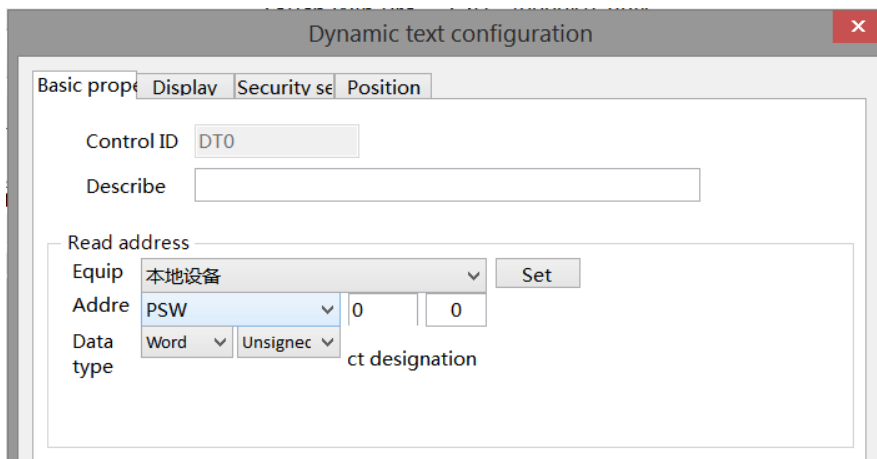 Dynamic text configuration
Basic prope Display Security se Position
Control ID DT0
Describe
Read address
Equip 本地设备 Set
Addre PSW 0 0
Data type Word Unsigned
ct designation